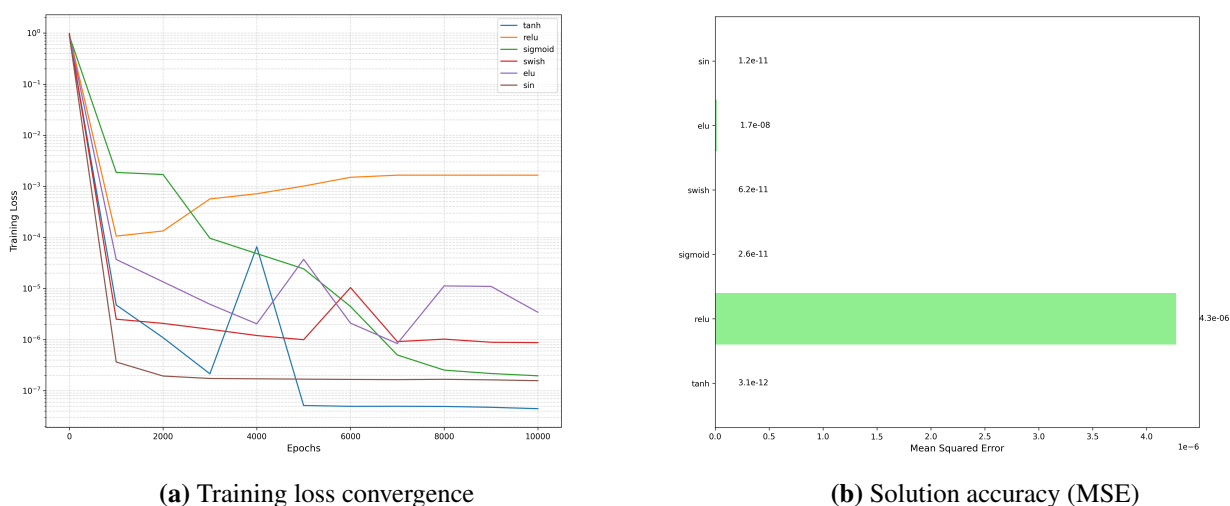 tanh
relu
sigmoid
swish
elu
sin
10⁰
10⁻¹
10⁻²
10⁻³
10⁻⁴
10⁻⁵
10⁻⁶
10⁻⁷
Training Loss
0 2000 4000 6000 8000 10000
Epochs
(a) Training loss convergence
sin 1.2e-11
elu 1.7e-08
swish 6.2e-11
sigmoid 2.6e-11
relu 4.3e-06
tanh 3.1e-12
0.0 0.5 1.0 1.5 2.0 2.5 3.0 3.5 4.0
1e-6
Mean Squared Error
(b) Solution accuracy (MSE)